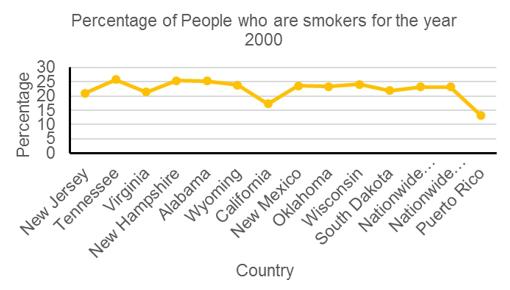 Percentage of People who are smokers for the year
2000
Percentage
30
25
20
15
10
5
0
New Jersey
Tennessee
Virginia
New Hampshire
Alabama
Wyoming
California
New Mexico
Oklahoma
Wisconsin
South Dakota
Nationwide…
Nationwide…
Puerto Rico
Country